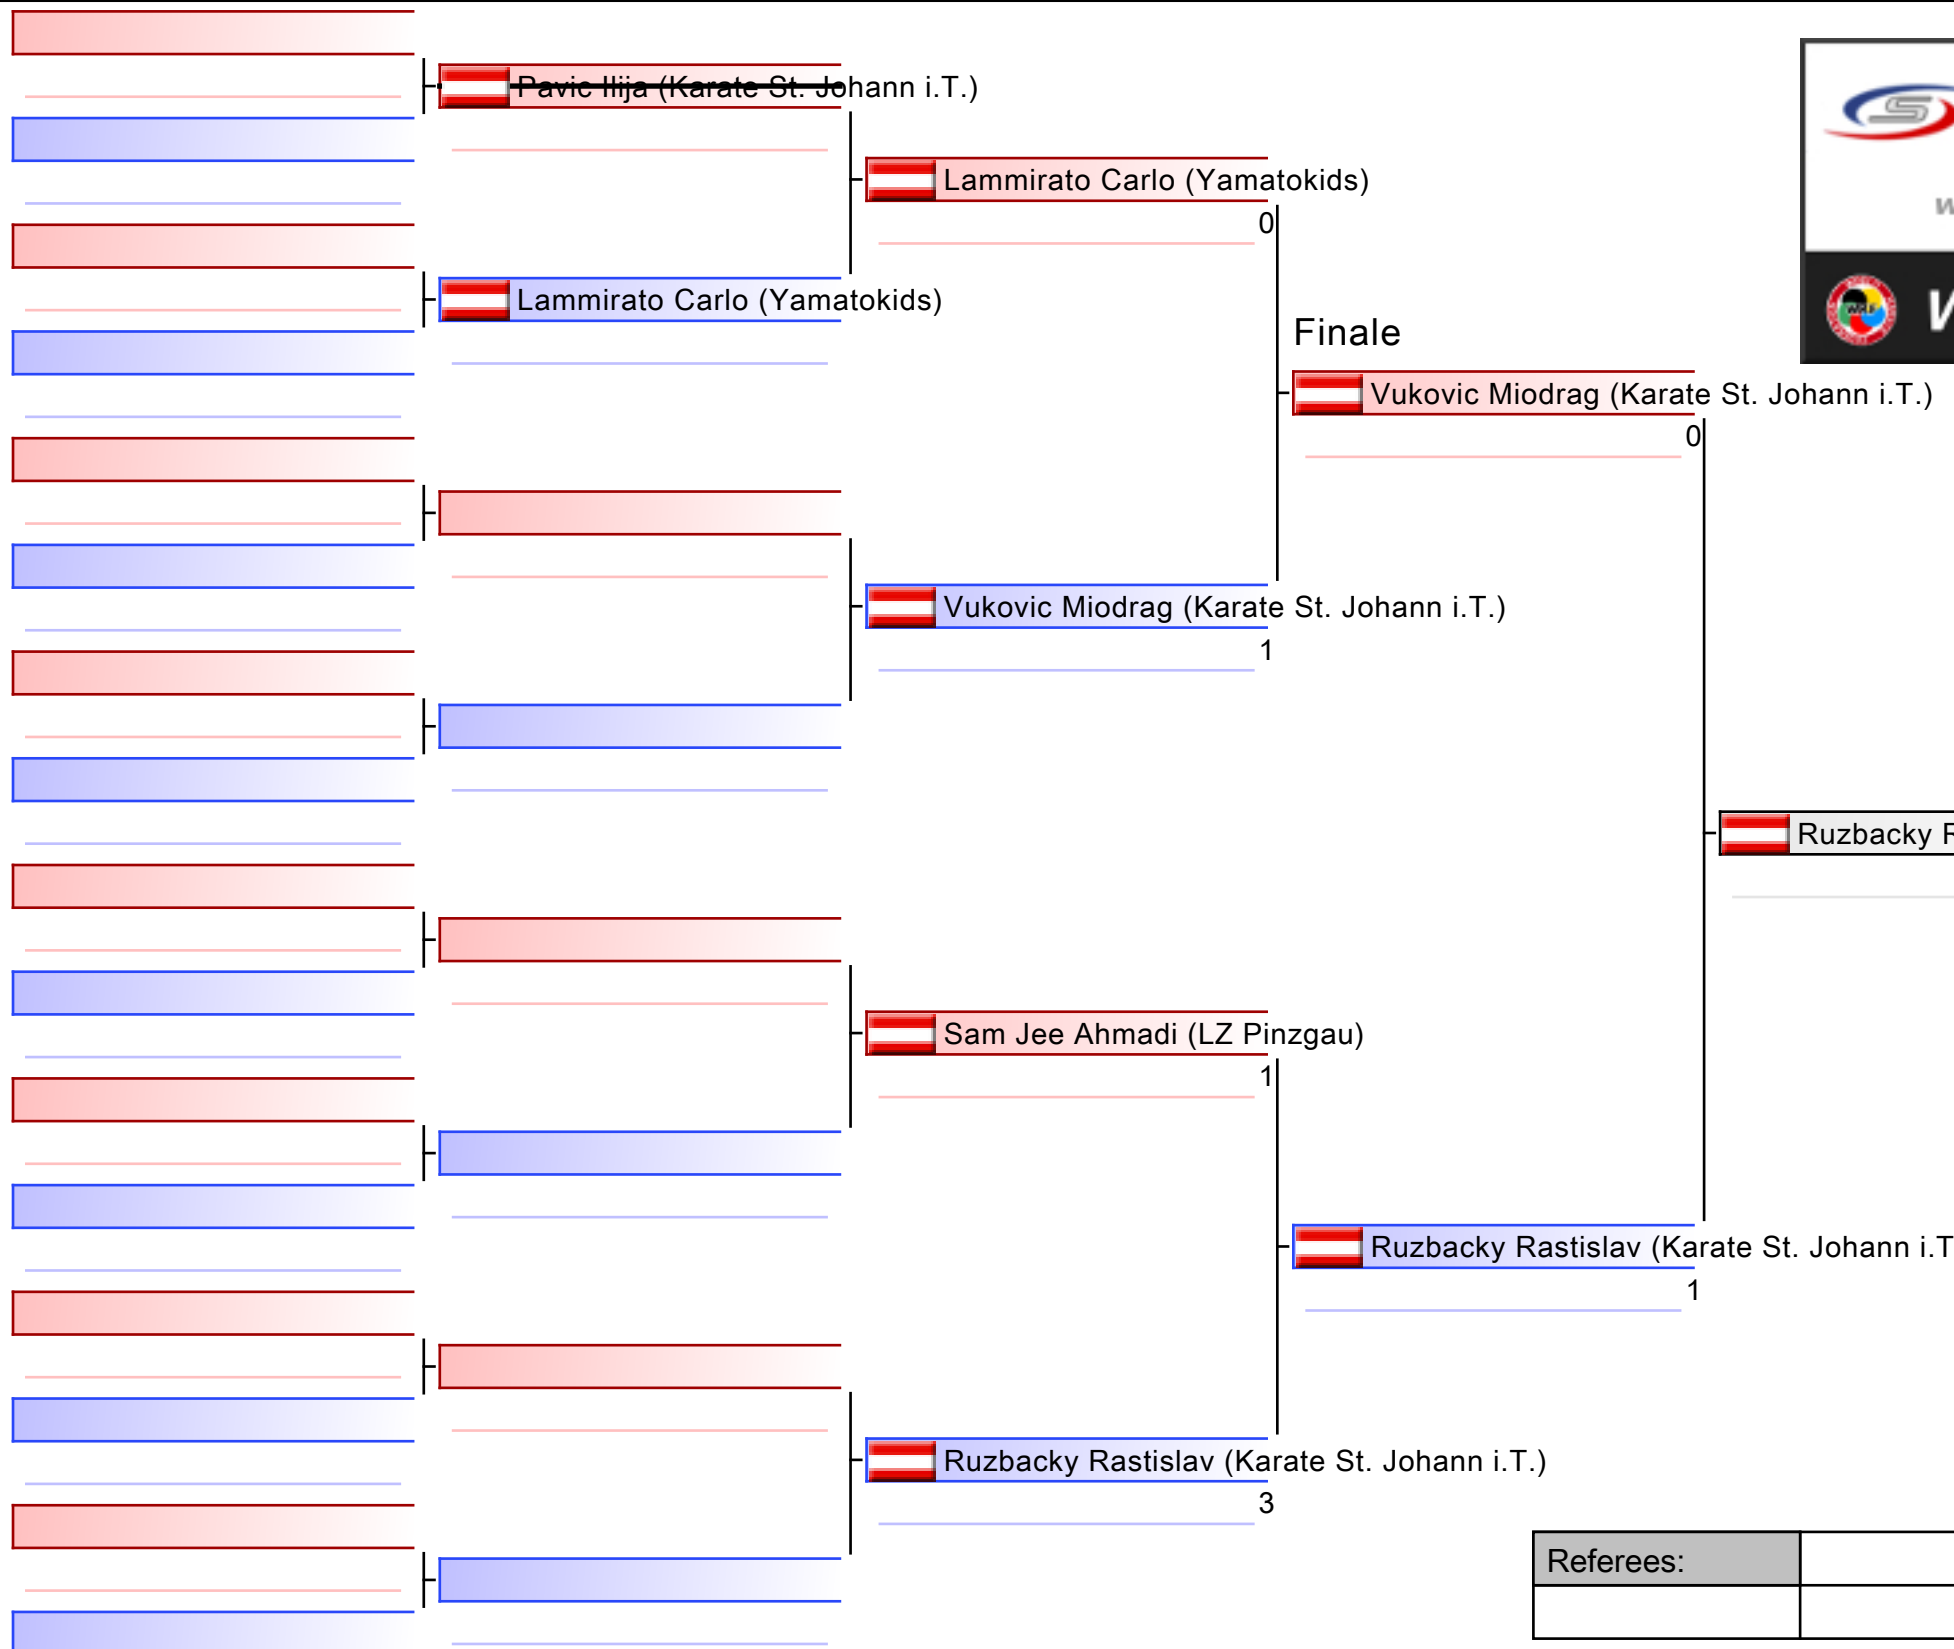 Pavic Ilija (Karate St. Johann i.T.)
Lammirato Carlo (Yamatokids)
0
Lammirato Carlo (Yamatokids)
Finale
Vukovic Miodrag (Karate St. Johann i.T.)
0
Vukovic Miodrag (Karate St. Johann i.T.)
1
Ruzbacky R
Sam Jee Ahmadi (LZ Pinzgau)
1
Ruzbacky Rastislav (Karate St. Johann i.T
1
Ruzbacky Rastislav (Karate St. Johann i.T.)
3
Referees: